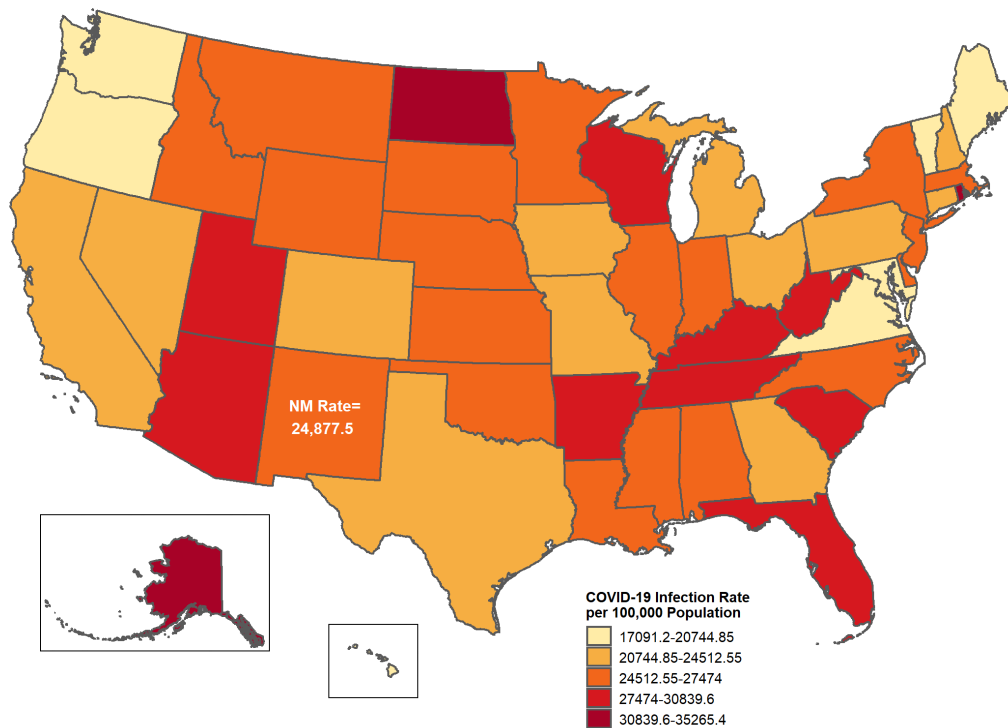 NM Rate=
24,877.5
COVID-19 Infection Rate
per 100,000 Population
17091.2-20744.85
20744.85-24512.55
24512.55-27474
27474-30839.6
30839.6-35265.4